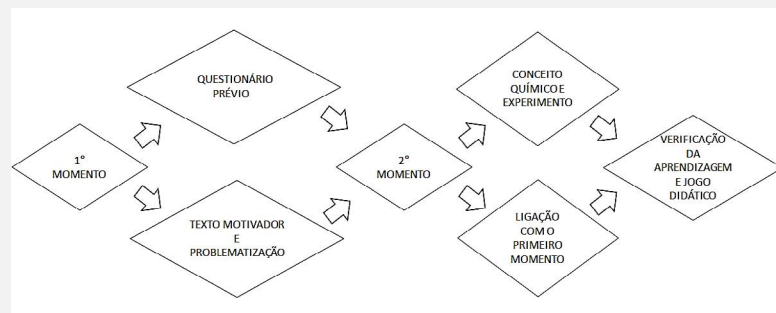 1°
MOMENTO
QUESTIONÁRIO
PRÉVIO
TEXTO MOTIVADOR
E
PROBLEMATIZAÇÃO
2°
MOMENTO
CONCEITO
QUÍMICO E
EXPERIMENTO
LIGAÇÃO
COM O
PRIMEIRO
MOMENTO
VERIFICAÇÃO
DA
APRENDIZAGEM
E JOGO
DIDÁTICO